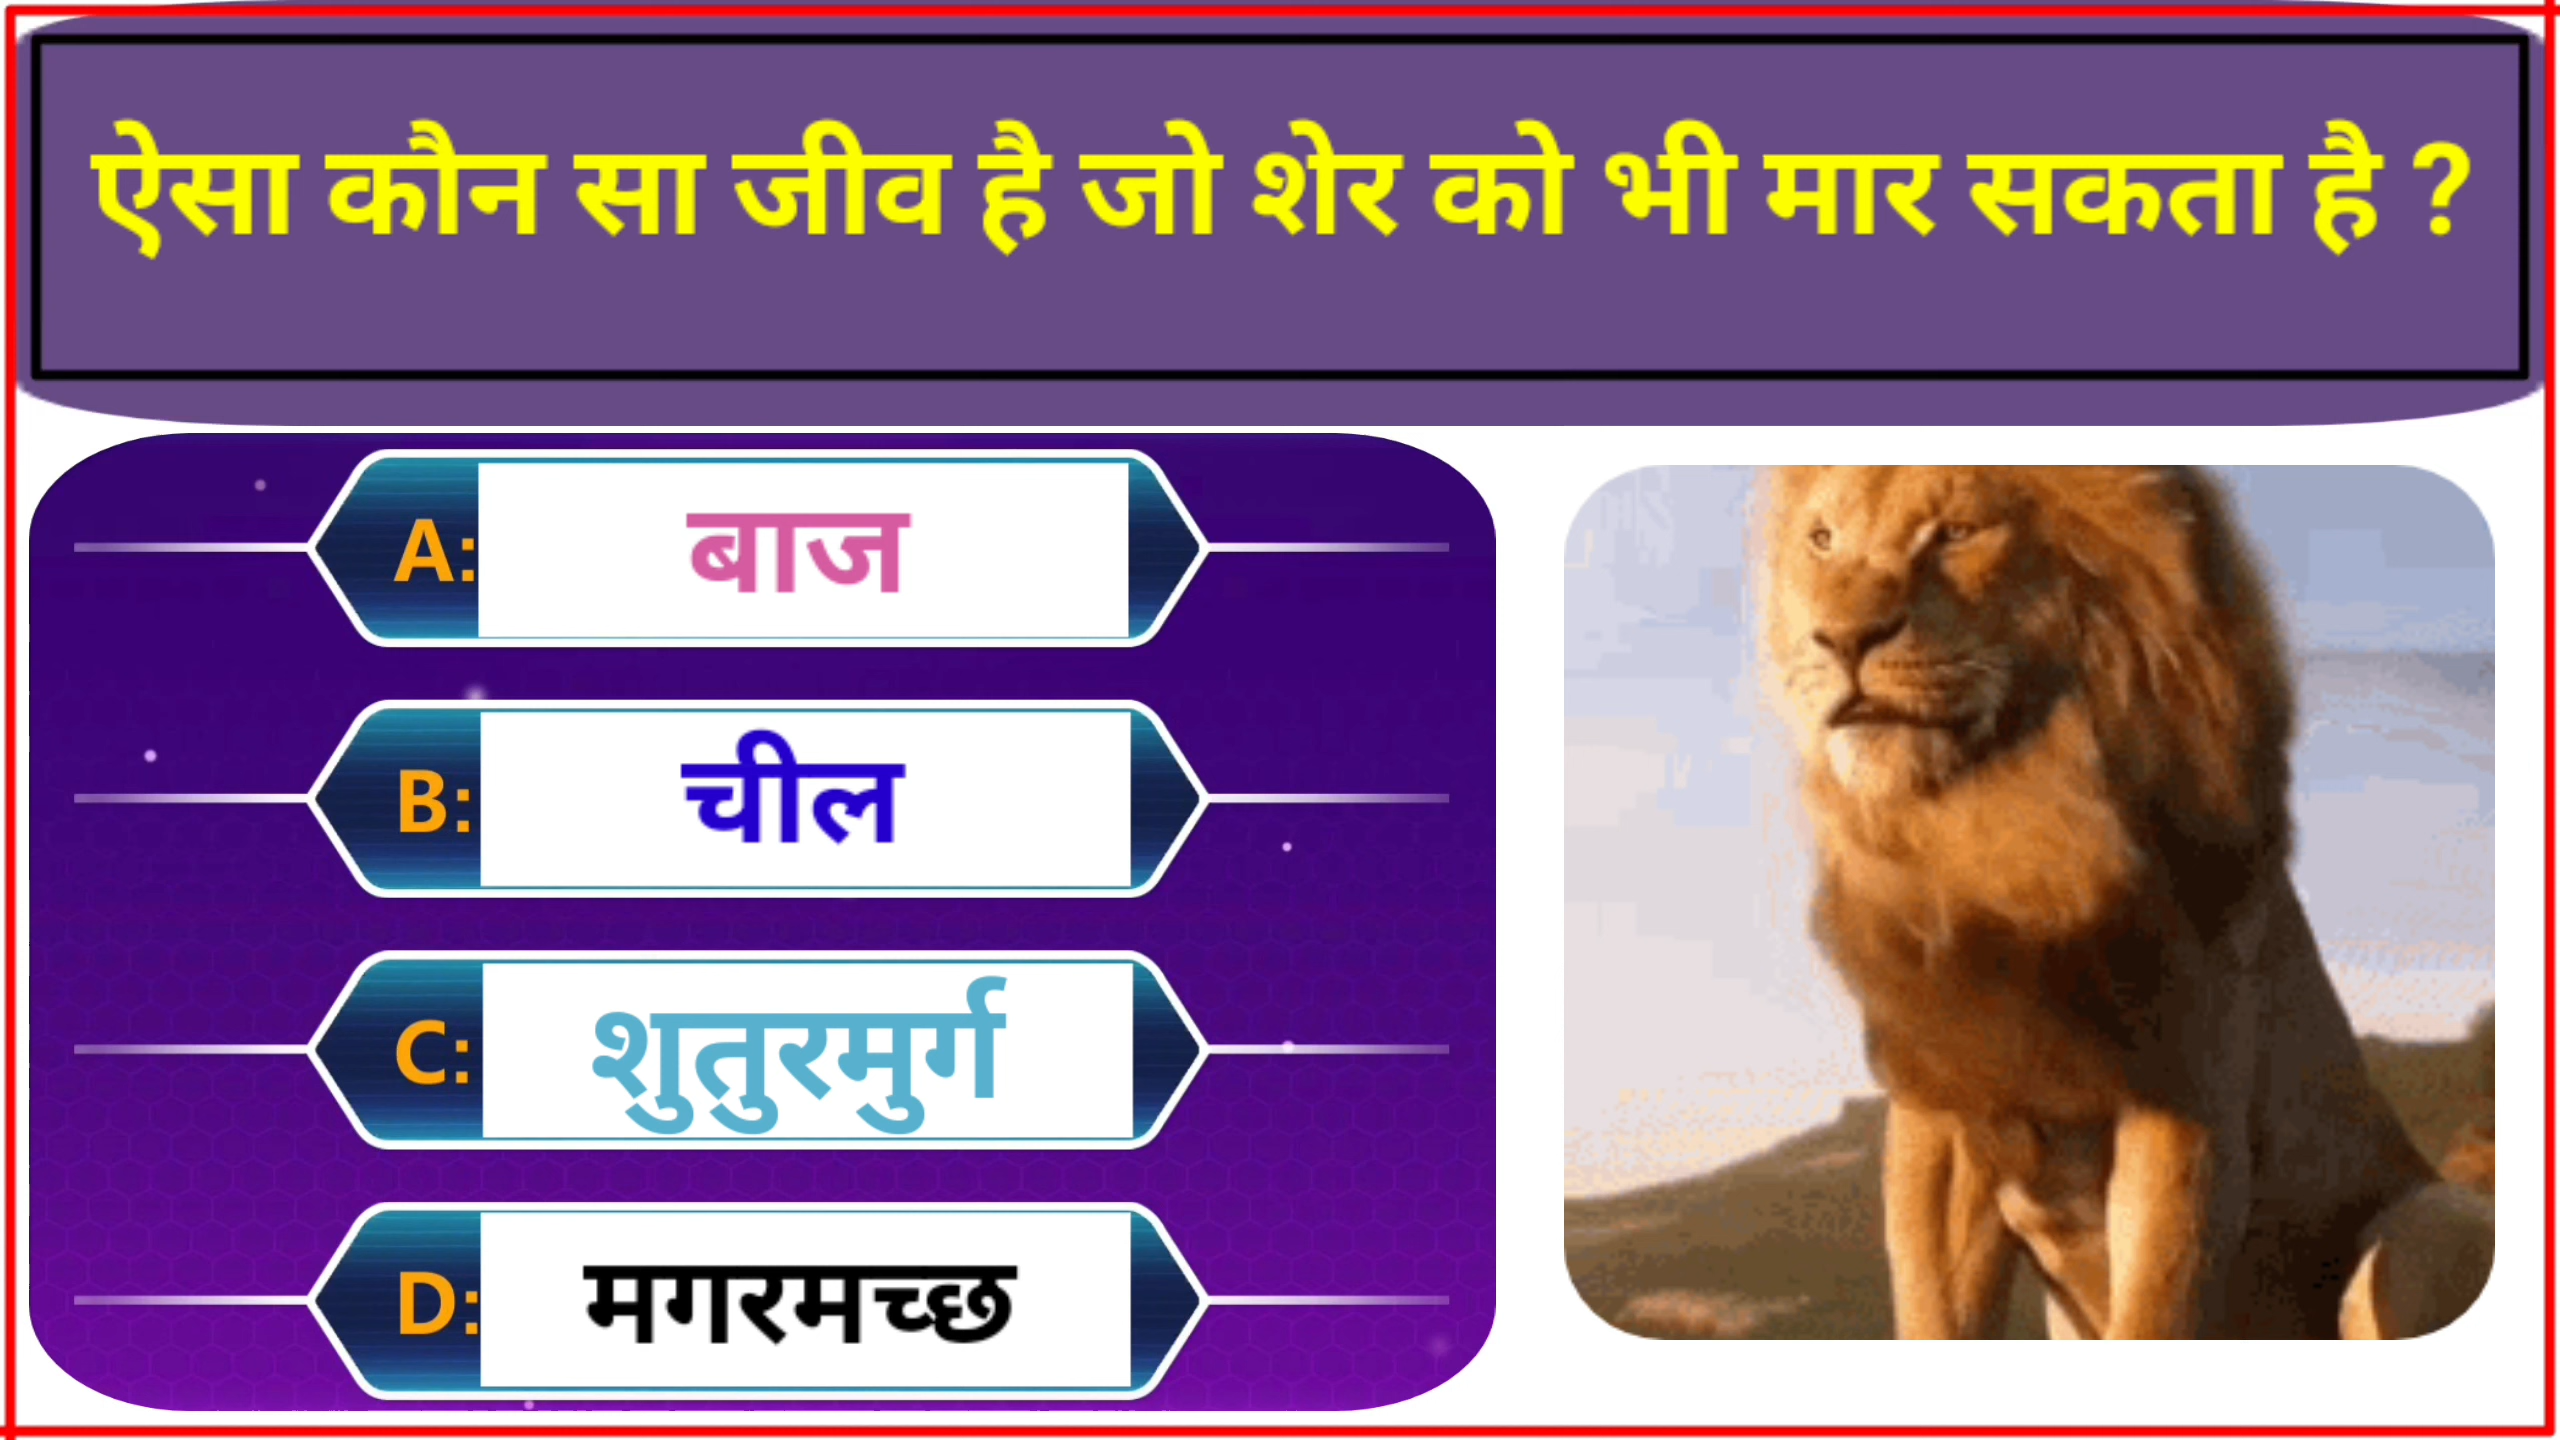 ऐसा कौन सा जीव है जो शेर को भी मार सकता है ?
A: बाज
B: चील
C: शुतुरमुर्ग
D: मगरमच्छ